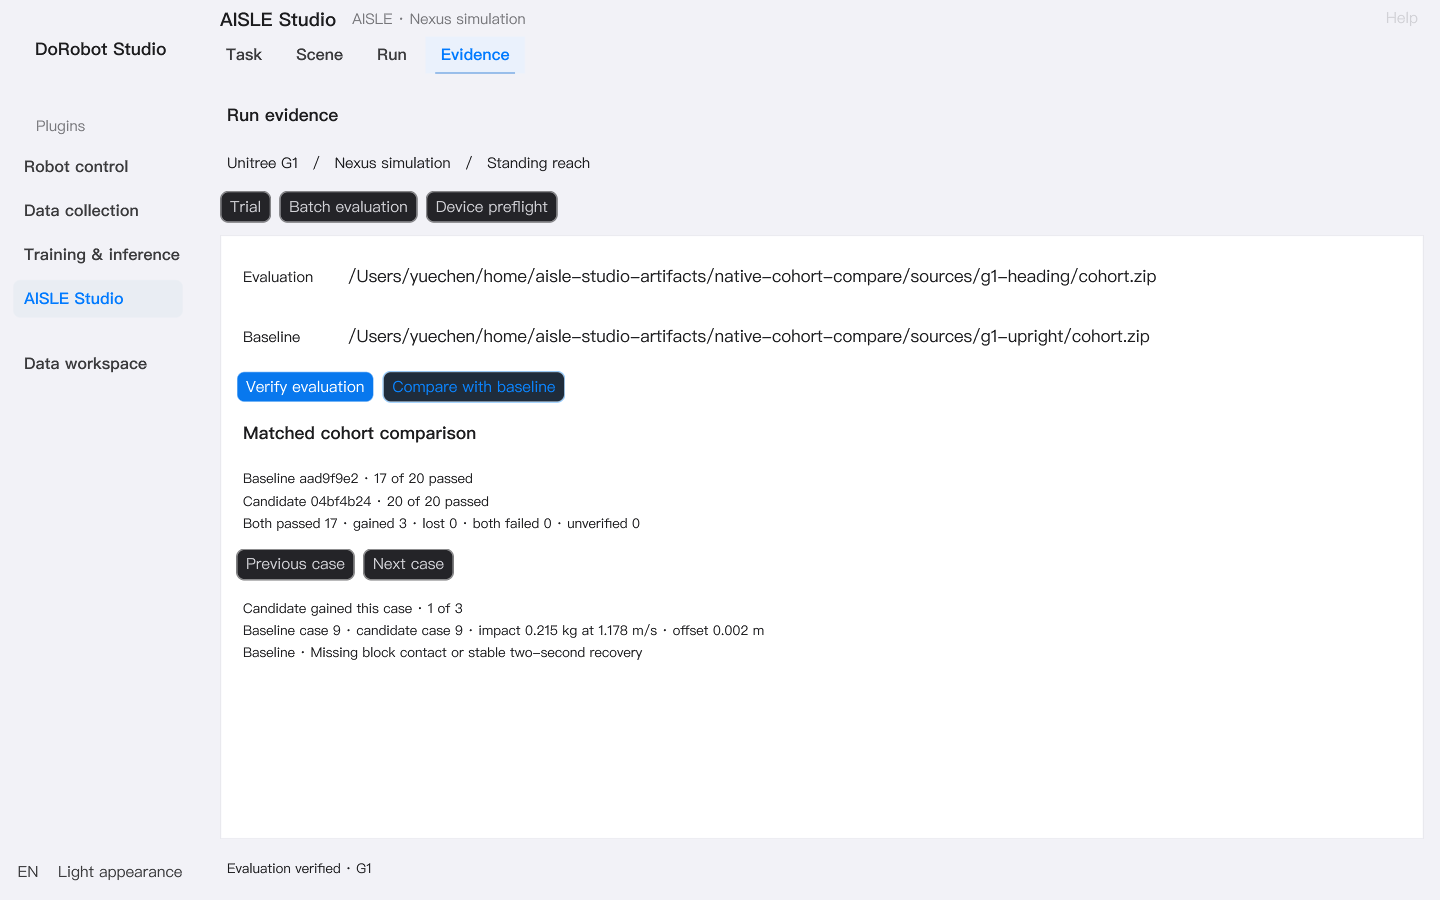 DoRobot Studio
Plugins
Robot control
Data collection
Training & inference
AISLE Studio
Data workspace
EN Light appearance
AISLE Studio AISLE · Nexus simulation
Help
Task Scene Run Evidence
Run evidence
Unitree G1 / Nexus simulation / Standing reach
Trial Batch evaluation Device preflight
Evaluation /Users/yuechen/home/aisle-studio-artifacts/native-cohort-compare/sources/g1-heading/cohort.zip
Baseline /Users/yuechen/home/aisle-studio-artifacts/native-cohort-compare/sources/g1-upright/cohort.zip
Verify evaluation Compare with baseline
Matched cohort comparison
Baseline aad9f9e2 · 17 of 20 passed
Candidate 04bf4b24 · 20 of 20 passed
Both passed 17 · gained 3 · lost 0 · both failed 0 · unverified 0
Previous case Next case
Candidate gained this case · 1 of 3
Baseline case 9 · candidate case 9 · impact 0.215 kg at 1.178 m/s · offset 0.002 m
Baseline · Missing block contact or stable two-second recovery
Evaluation verified · G1